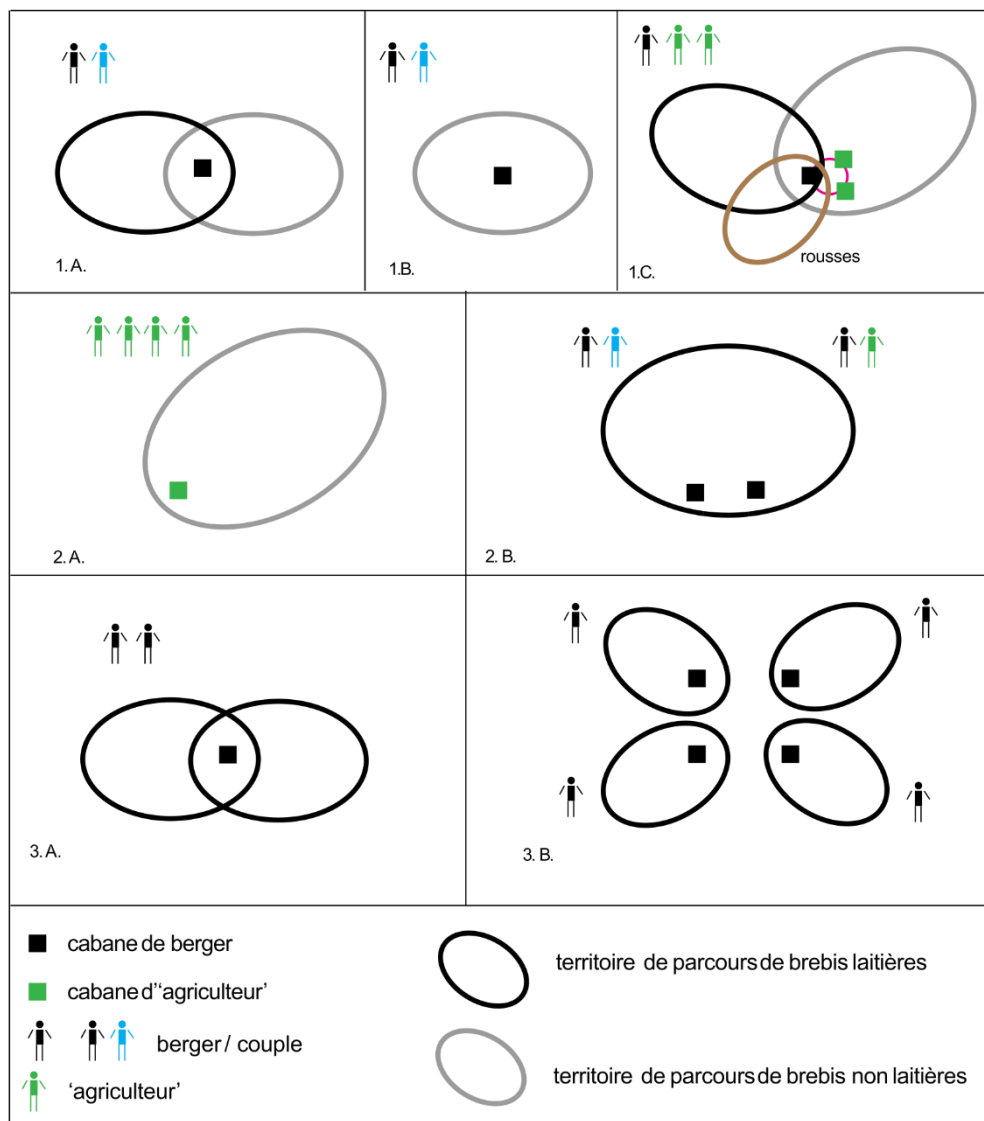 1. A.
1.B.
rousses
1.C.
2. A.
2. B.
3. A.
3. B.
cabane de berger
cabane d'‘agriculteur’
berger / couple
‘agriculteur’
territoire de parcours de brebis laitières
territoire de parcours de brebis non laitières